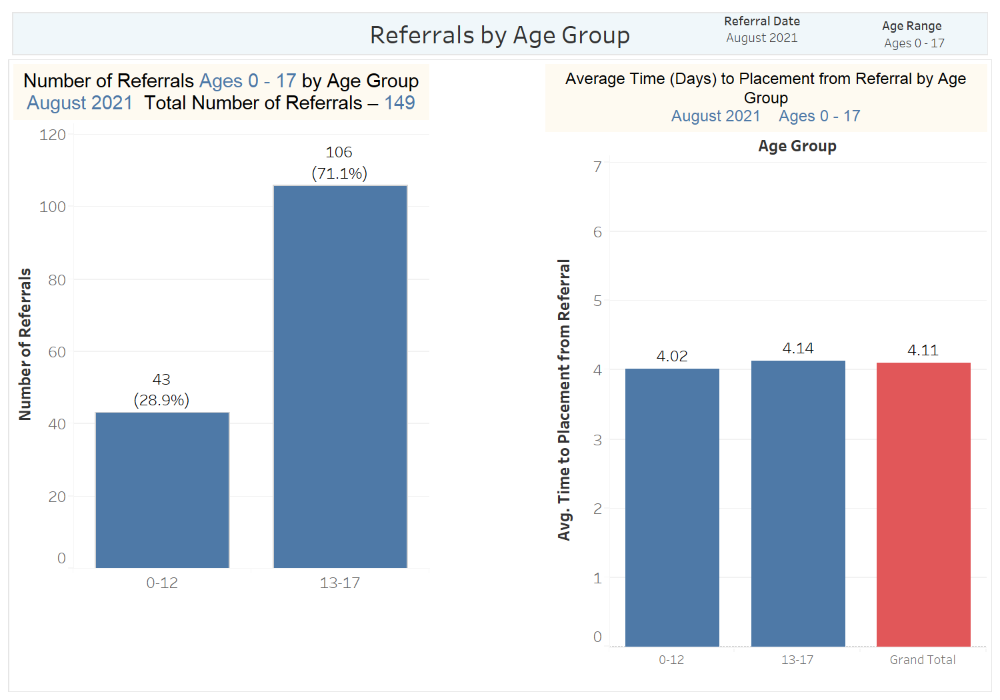 Referrals by Age Group
Referral Date
August 2021
Age Range
Ages 0 - 17
Number of Referrals Ages 0 - 17 by Age Group
August 2021 Total Number of Referrals – 149
120
100
80
60
40
20
0
Number of Referrals
106
(71.1%)
43
(28.9%)
0-12
13-17
Average Time (Days) to Placement from Referral by Age
Group
August 2021 Ages 0 - 17
Age Group
7
6
5
4
3
2
1
0
Avg. Time to Placement from Referral
4.02
4.14
4.11
0-12
13-17
Grand Total